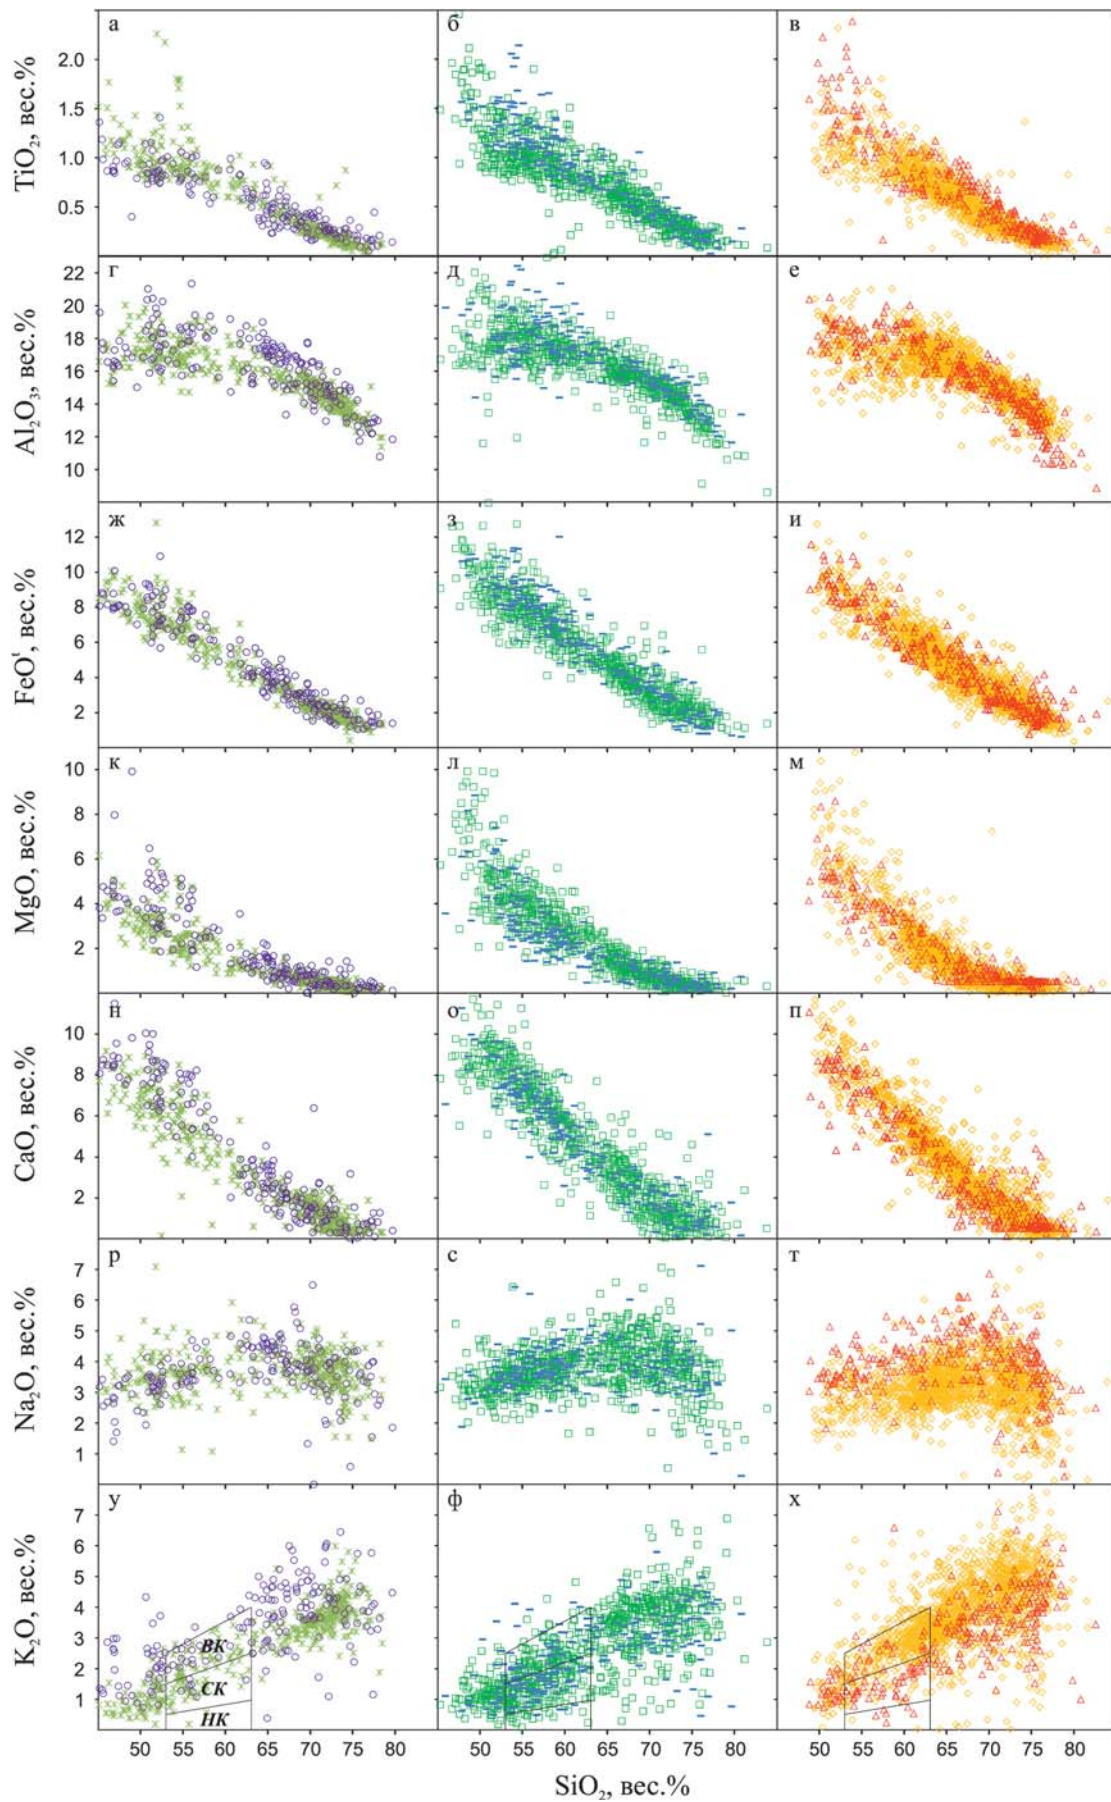 а
б
в
TiO₂, вес.%
2.0
1.5
1.0
0.5
г
д
е
Al₂O₃, вес.%
22
20
18
16
14
12
10
ж
з
и
FeOᵗ, вес.%
12
10
8
6
4
2
к
л
м
MgO, вес.%
10
8
6
4
2
н
о
п
CaO, вес.%
10
8
6
4
2
р
с
т
Na₂O, вес.%
7
6
5
4
3
2
1
у
ф
х
K₂O, вес.%
7
6
5
4
3
2
1
ВК
СК
НК
50 55 60 65 70 75 80 50 55 60 65 70 75 80 50 55 60 65 70 75 80
SiO₂, вес.%